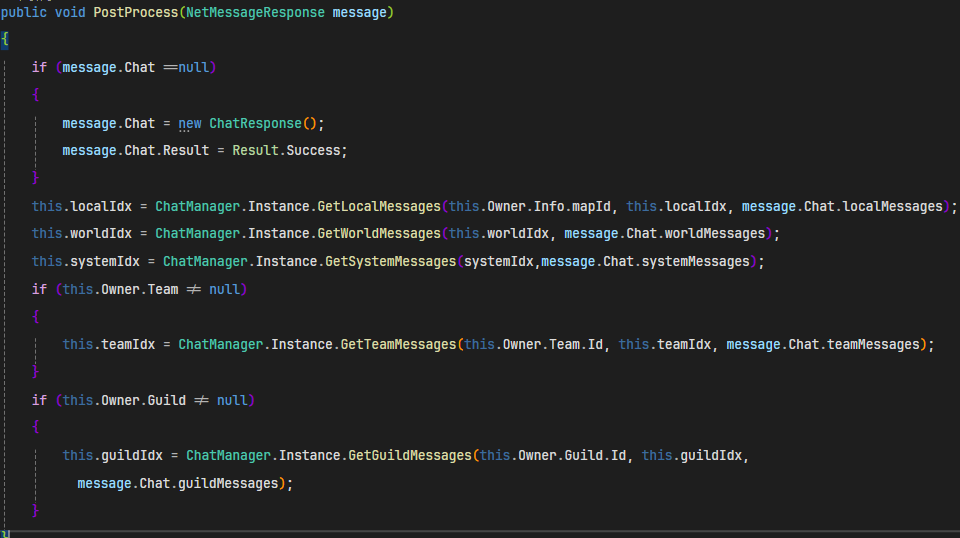 public void PostProcess(NetMessageResponse message)
{
if (message.Chat ==null)
{
message.Chat = new ChatResponse();
message.Chat.Result = Result.Success;
}
this.localIdx = ChatManager.Instance.GetLocalMessages(this.Owner.Info.mapId, this.localIdx, message.Chat.localMessages);
this.worldIdx = ChatManager.Instance.GetWorldMessages(this.worldIdx, message.Chat.worldMessages);
this.systemIdx = ChatManager.Instance.GetSystemMessages(systemIdx,message.Chat.systemMessages);
if (this.Owner.Team != null)
{
this.teamIdx = ChatManager.Instance.GetTeamMessages(this.Owner.Team.Id, this.teamIdx, message.Chat.teamMessages);
}
if (this.Owner.Guild != null)
{
this.guildIdx = ChatManager.Instance.GetGuildMessages(this.Owner.Guild.Id, this.guildIdx,
message.Chat.guildMessages);
}
}